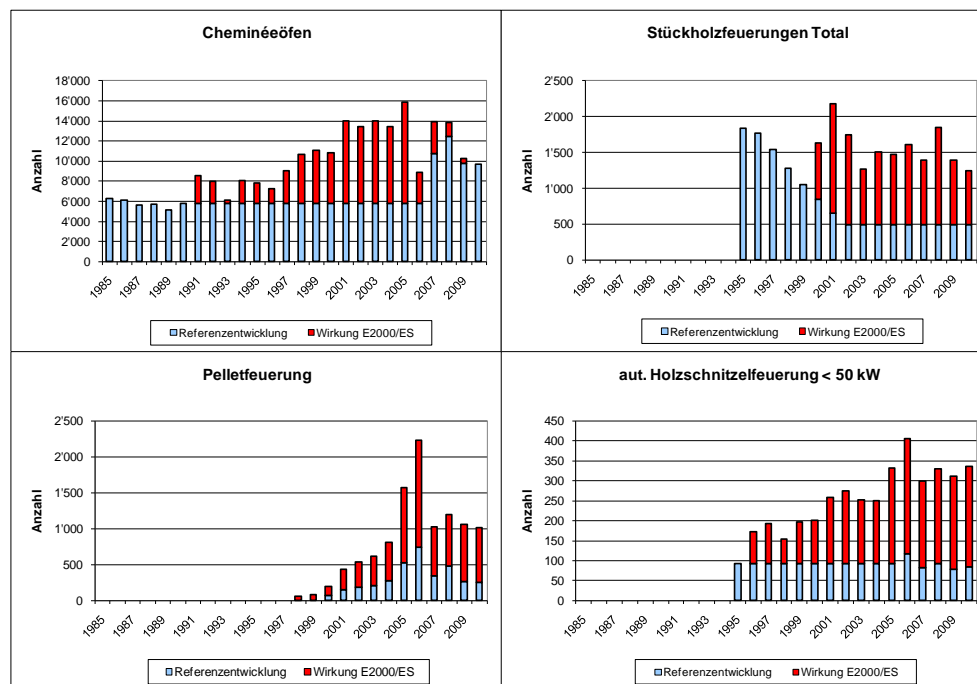 Cheminéeöfen
18'000
16'000
14'000
12'000
10'000
8'000
6'000
4'000
2'000
0
Anzahl
1985 1987 1989 1991 1993 1995 1997 1999 2001 2003 2005 2007 2009
Referenzentwicklung Wirkung E2000/ES
Stückholzfeuerungen Total
2'500
2'000
1'500
1'000
500
0
Anzahl
1985 1987 1989 1991 1993 1995 1997 1999 2001 2003 2005 2007 2009
Referenzentwicklung Wirkung E2000/ES
Pelletfeuerung
2'500
2'000
1'500
1'000
500
0
Anzahl
1985 1987 1989 1991 1993 1995 1997 1999 2001 2003 2005 2007 2009
Referenzentwicklung Wirkung E2000/ES
aut. Holzschnitzelfeuerung < 50 kW
450
400
350
300
250
200
150
100
50
0
Anzahl
1985 1987 1989 1991 1993 1995 1997 1999 2001 2003 2005 2007 2009
Referenzentwicklung Wirkung E2000/ES